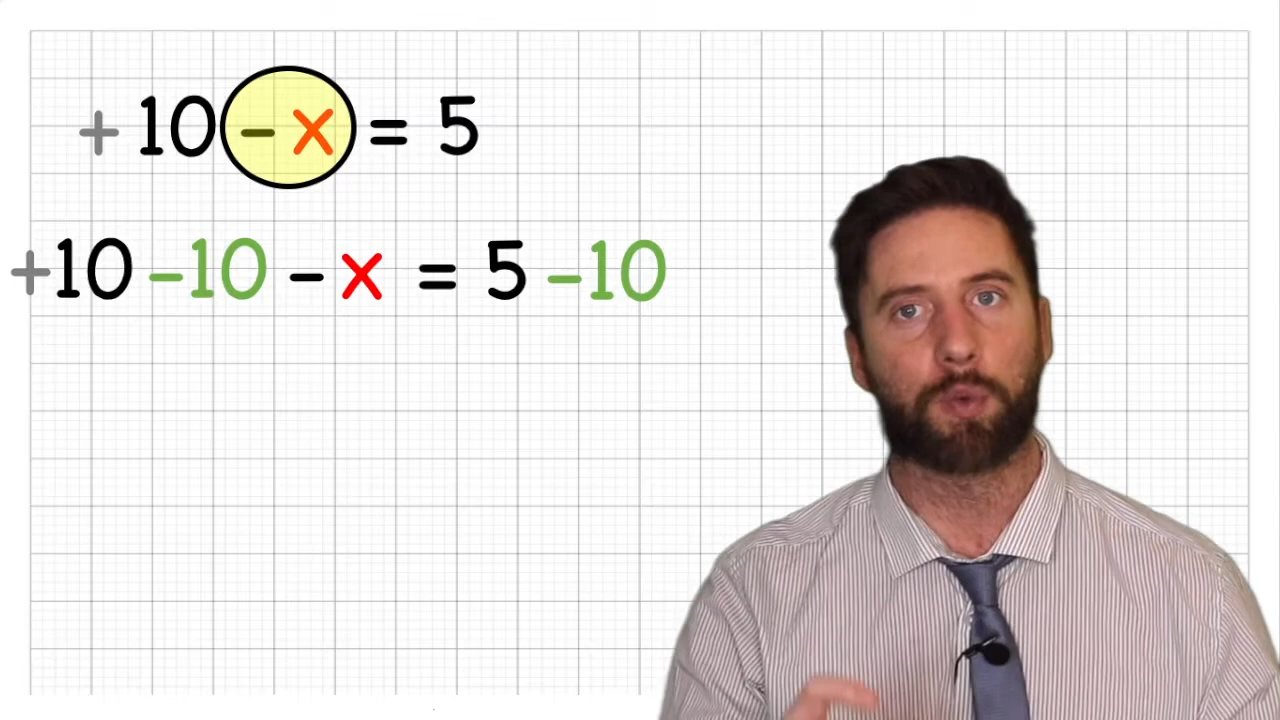 + 10 – x = 5
+10 –10 – x = 5 –10